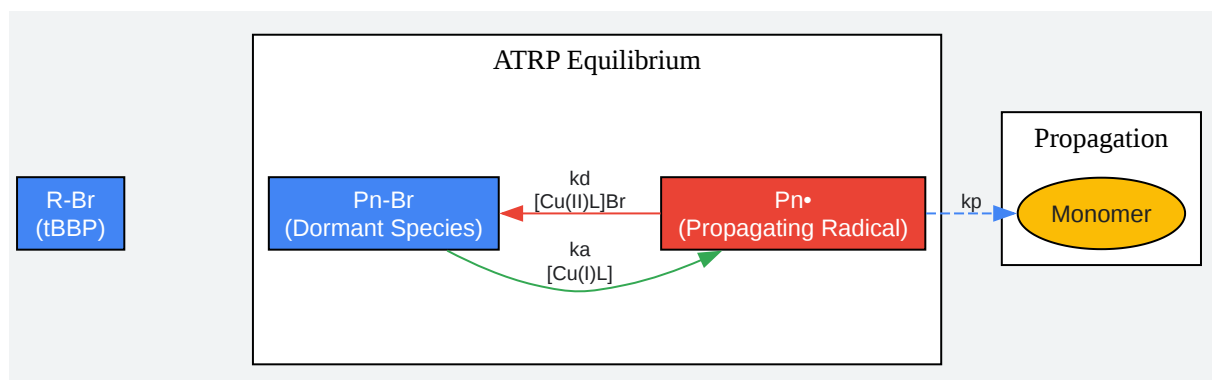 ATRP Equilibrium
Propagation
R-Br
(tBBP)
Pn-Br
(Dormant Species)
kd
[Cu(II)L]Br
Pn•
(Propagating Radical)
kp
Monomer
ka
[Cu(I)L]